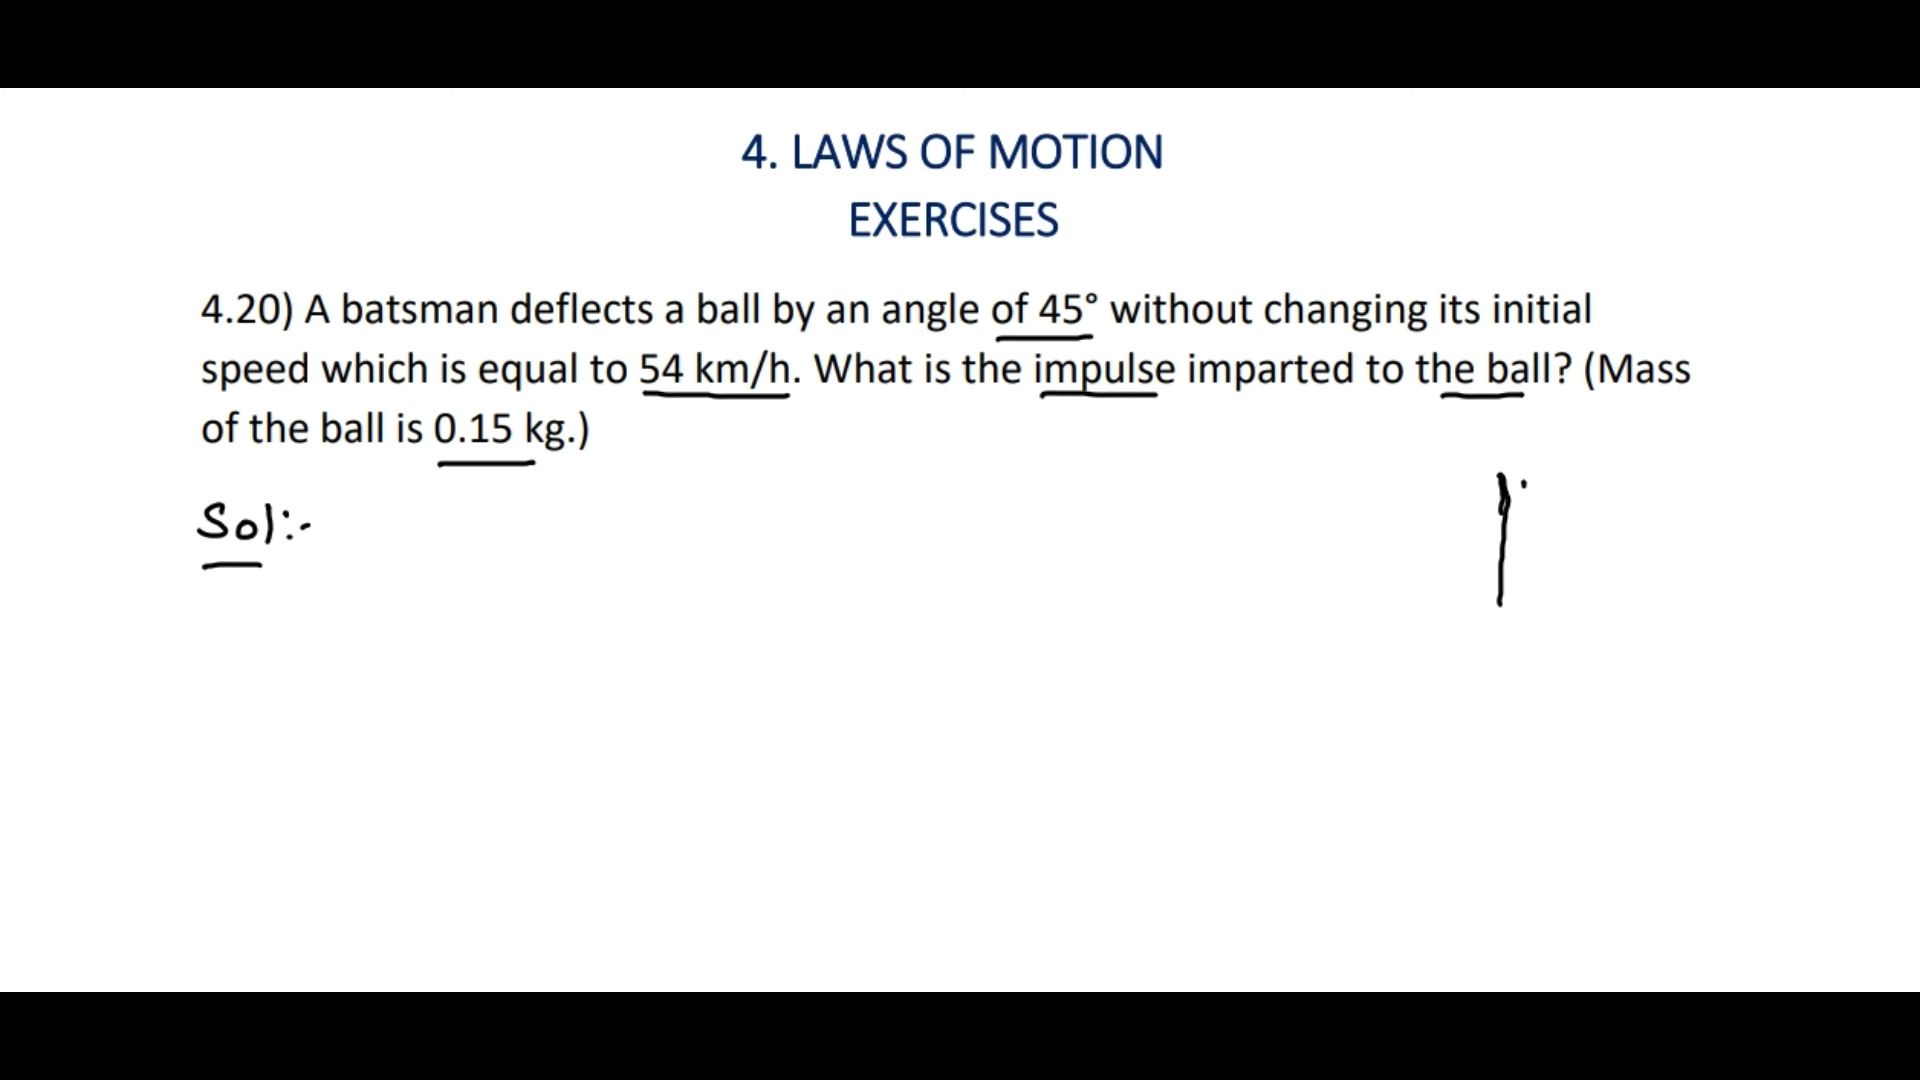 4. LAWS OF MOTION
EXERCISES
4.20) A batsman deflects a ball by an angle of 45° without changing its initial
speed which is equal to 54 km/h. What is the impulse imparted to the ball? (Mass
of the ball is 0.15 kg.)
Sol:-